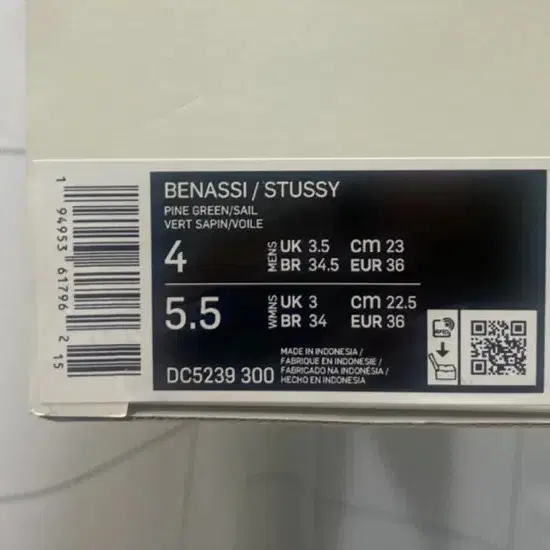 BENASSI / STUSSY
PINE GREEN/SAIL
VERT SAPIN/VOILE
4 MENS UK 3.5 cm 23
BR 34.5 EUR 36
5.5 WMNS UK 3 cm 22.5
BR 34 EUR 36
DC5239 300
MADE IN INDONESIA /
FABRIQUE EN INDONESIE /
FABRICADO NA INDONÉSIA /
HECHO EN INDONESIA
1 94953 61796 2 15